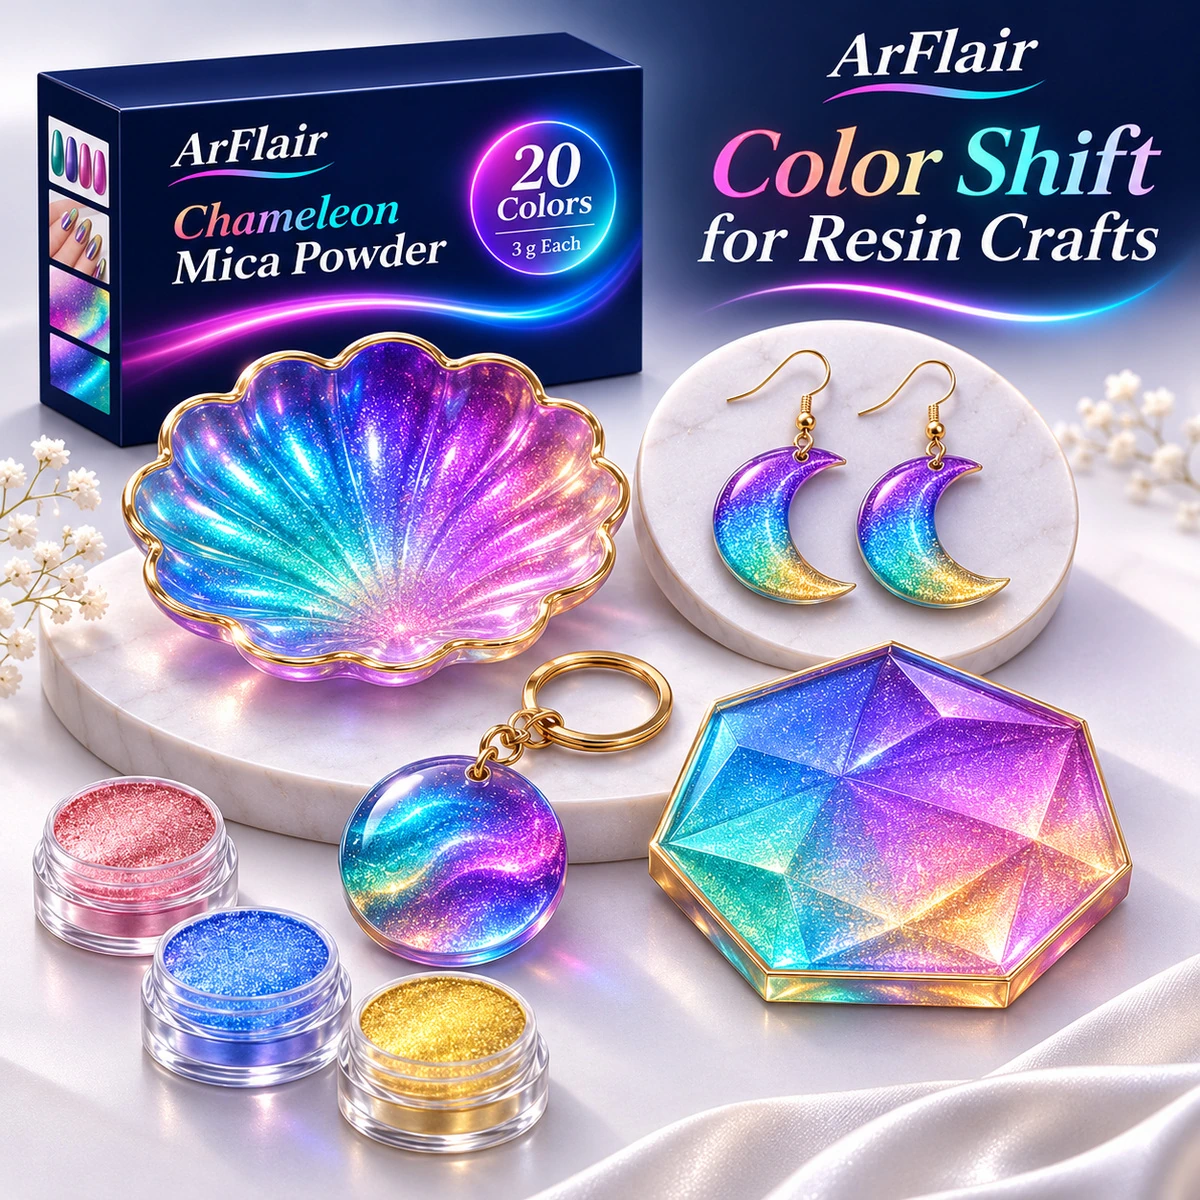 ArFlair
Chameleon
Mica Powder
20
Colors
3 g Each
ArFlair
Color Shift
for Resin Crafts